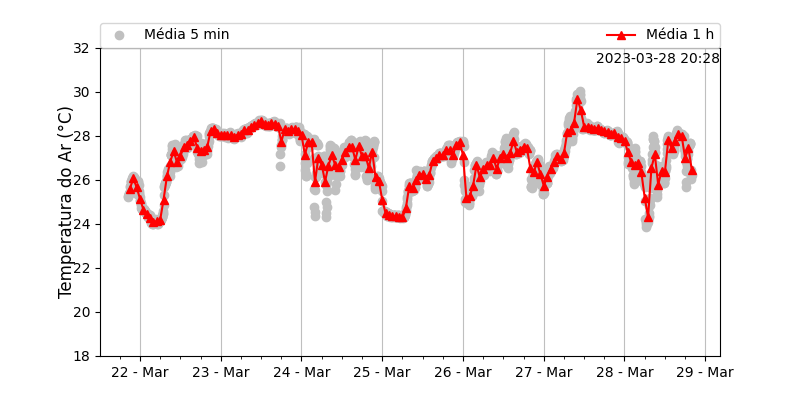 Média 5 min
Média 1 h
2023-03-28 20:28
Temperatura do Ar (°C)
32
30
28
26
24
22
20
18
22 - Mar
23 - Mar
24 - Mar
25 - Mar
26 - Mar
27 - Mar
28 - Mar
29 - Mar